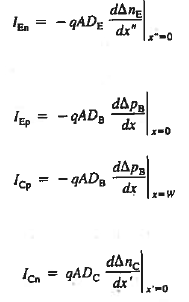 I_En = − qAD_E dΔn_E/dx″ |_{x″=0}
I_Ep = − qAD_B dΔp_B/dx |_{x=0}
I_Cp = − qAD_B dΔp_B/dx |_{x=W}
I_Cn = qAD_C dΔn_C/dx′ |_{x′=0}